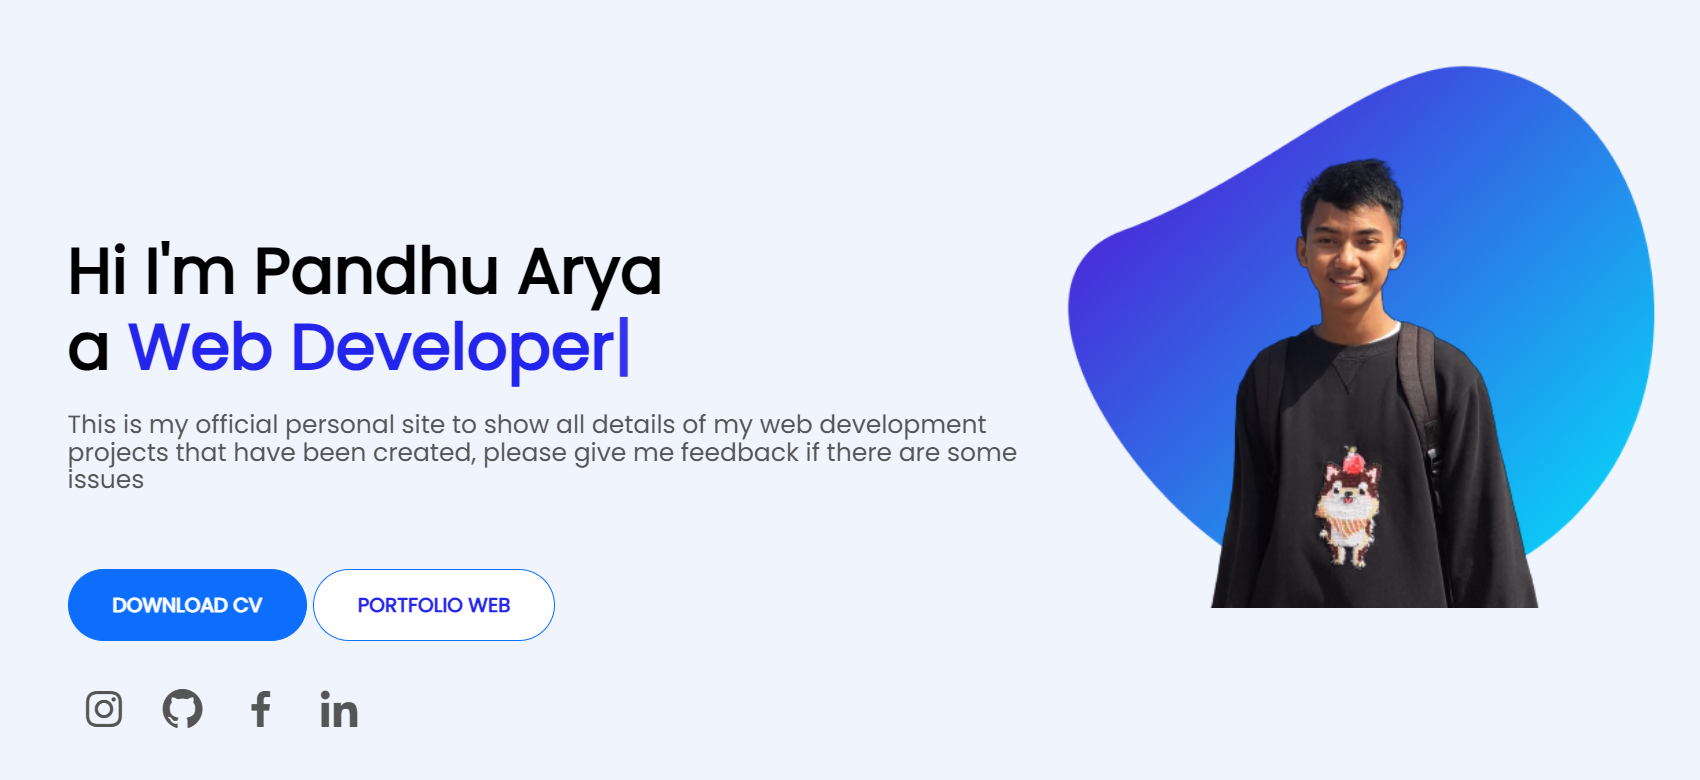 Hi I'm Pandhu Arya
a Web Developer|
This is my official personal site to show all details of my web development
projects that have been created, please give me feedback if there are some
issues
DOWNLOAD CV
PORTFOLIO WEB